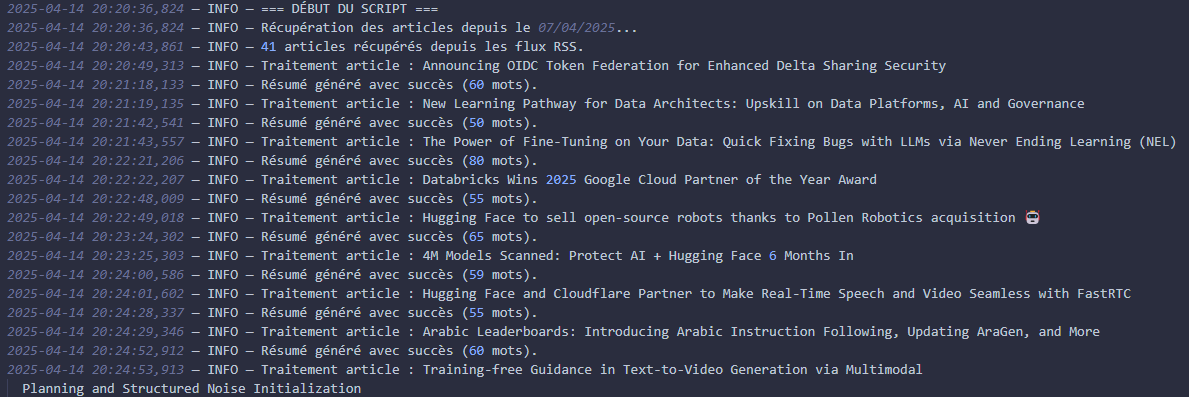 2025-04-14 20:20:36,824 — INFO — === DÉBUT DU SCRIPT ===
2025-04-14 20:20:36,824 — INFO — Récupération des articles depuis le 07/04/2025...
2025-04-14 20:20:43,861 — INFO — 41 articles récupérés depuis les flux RSS.
2025-04-14 20:20:49,313 — INFO — Traitement article : Announcing OIDC Token Federation for Enhanced Delta Sharing Security
2025-04-14 20:21:18,133 — INFO — Résumé généré avec succès (60 mots).
2025-04-14 20:21:19,135 — INFO — Traitement article : New Learning Pathway for Data Architects: Upskill on Data Platforms, AI and Governance
2025-04-14 20:21:42,541 — INFO — Résumé généré avec succès (50 mots).
2025-04-14 20:21:43,557 — INFO — Traitement article : The Power of Fine-Tuning on Your Data: Quick Fixing Bugs with LLMs via Never Ending Learning (NEL)
2025-04-14 20:22:21,206 — INFO — Résumé généré avec succès (80 mots).
2025-04-14 20:22:22,207 — INFO — Traitement article : Databricks Wins 2025 Google Cloud Partner of the Year Award
2025-04-14 20:22:48,009 — INFO — Résumé généré avec succès (55 mots).
2025-04-14 20:22:49,018 — INFO — Traitement article : Hugging Face to sell open-source robots thanks to Pollen Robotics acquisition 🤖
2025-04-14 20:23:24,302 — INFO — Résumé généré avec succès (65 mots).
2025-04-14 20:23:25,303 — INFO — Traitement article : 4M Models Scanned: Protect AI + Hugging Face 6 Months In
2025-04-14 20:24:00,586 — INFO — Résumé généré avec succès (59 mots).
2025-04-14 20:24:01,602 — INFO — Traitement article : Hugging Face and Cloudflare Partner to Make Real-Time Speech and Video Seamless with FastRTC
2025-04-14 20:24:28,337 — INFO — Résumé généré avec succès (55 mots).
2025-04-14 20:24:29,346 — INFO — Traitement article : Arabic Leaderboards: Introducing Arabic Instruction Following, Updating AraGen, and More
2025-04-14 20:24:52,912 — INFO — Résumé généré avec succès (60 mots).
2025-04-14 20:24:53,913 — INFO — Traitement article : Training-free Guidance in Text-to-Video Generation via Multimodal
Planning and Structured Noise Initialization